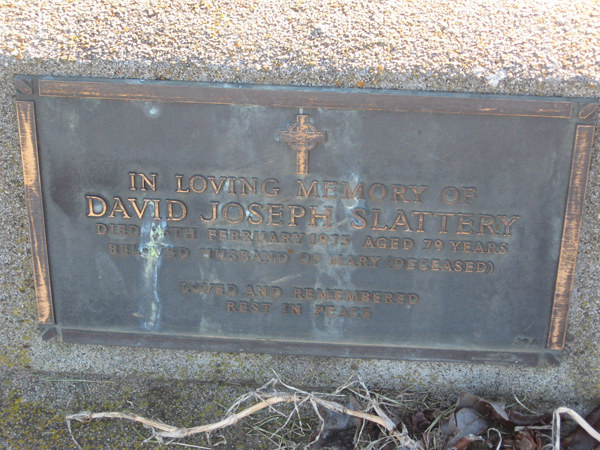 IN LOVING MEMORY OF
DAVID JOSEPH SLATTERY
DIED FEBRUARY AGED 79 YEARS
BELOVED HUSBAND OF MARY (DECEASED)
LOVED AND REMEMBERED
REST IN PEACE